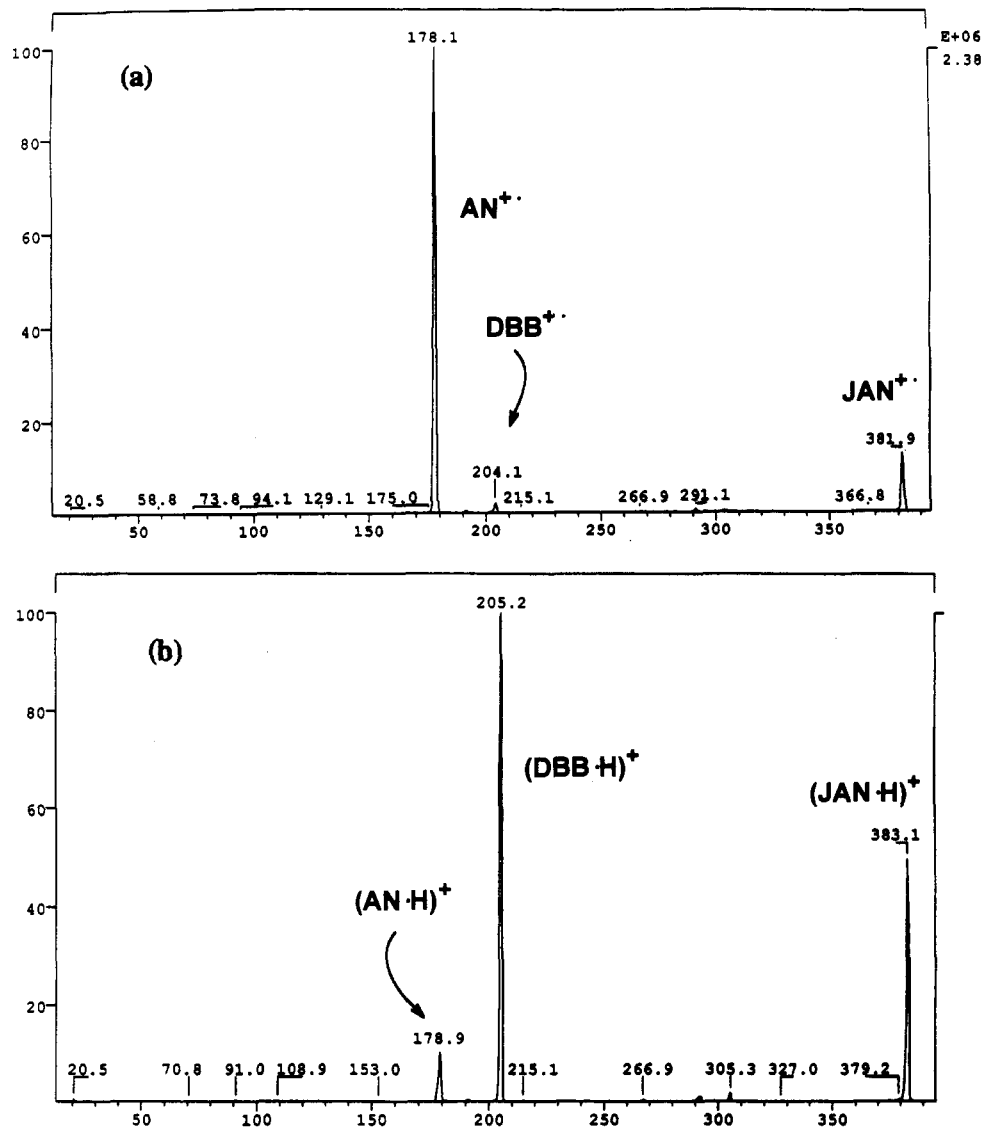 178.1
E+06
2.38
100
(a)
80
AN+·
60
DBB+·
40
JAN+·
381.9
20
204.1
20.5 58.8 73.8 94.1 129.1 175.0 215.1 266.9 291.1 366.8
50 100 150 200 250 300 350
205.2
100
(b)
80
(DBB·H)+
(JAN·H)+
60
383.1
(AN·H)+
40
20
178.9
20.5 70.8 91.0 108.9 153.0 215.1 266.9 305.3 327.0 379.2
50 100 150 200 250 300 350